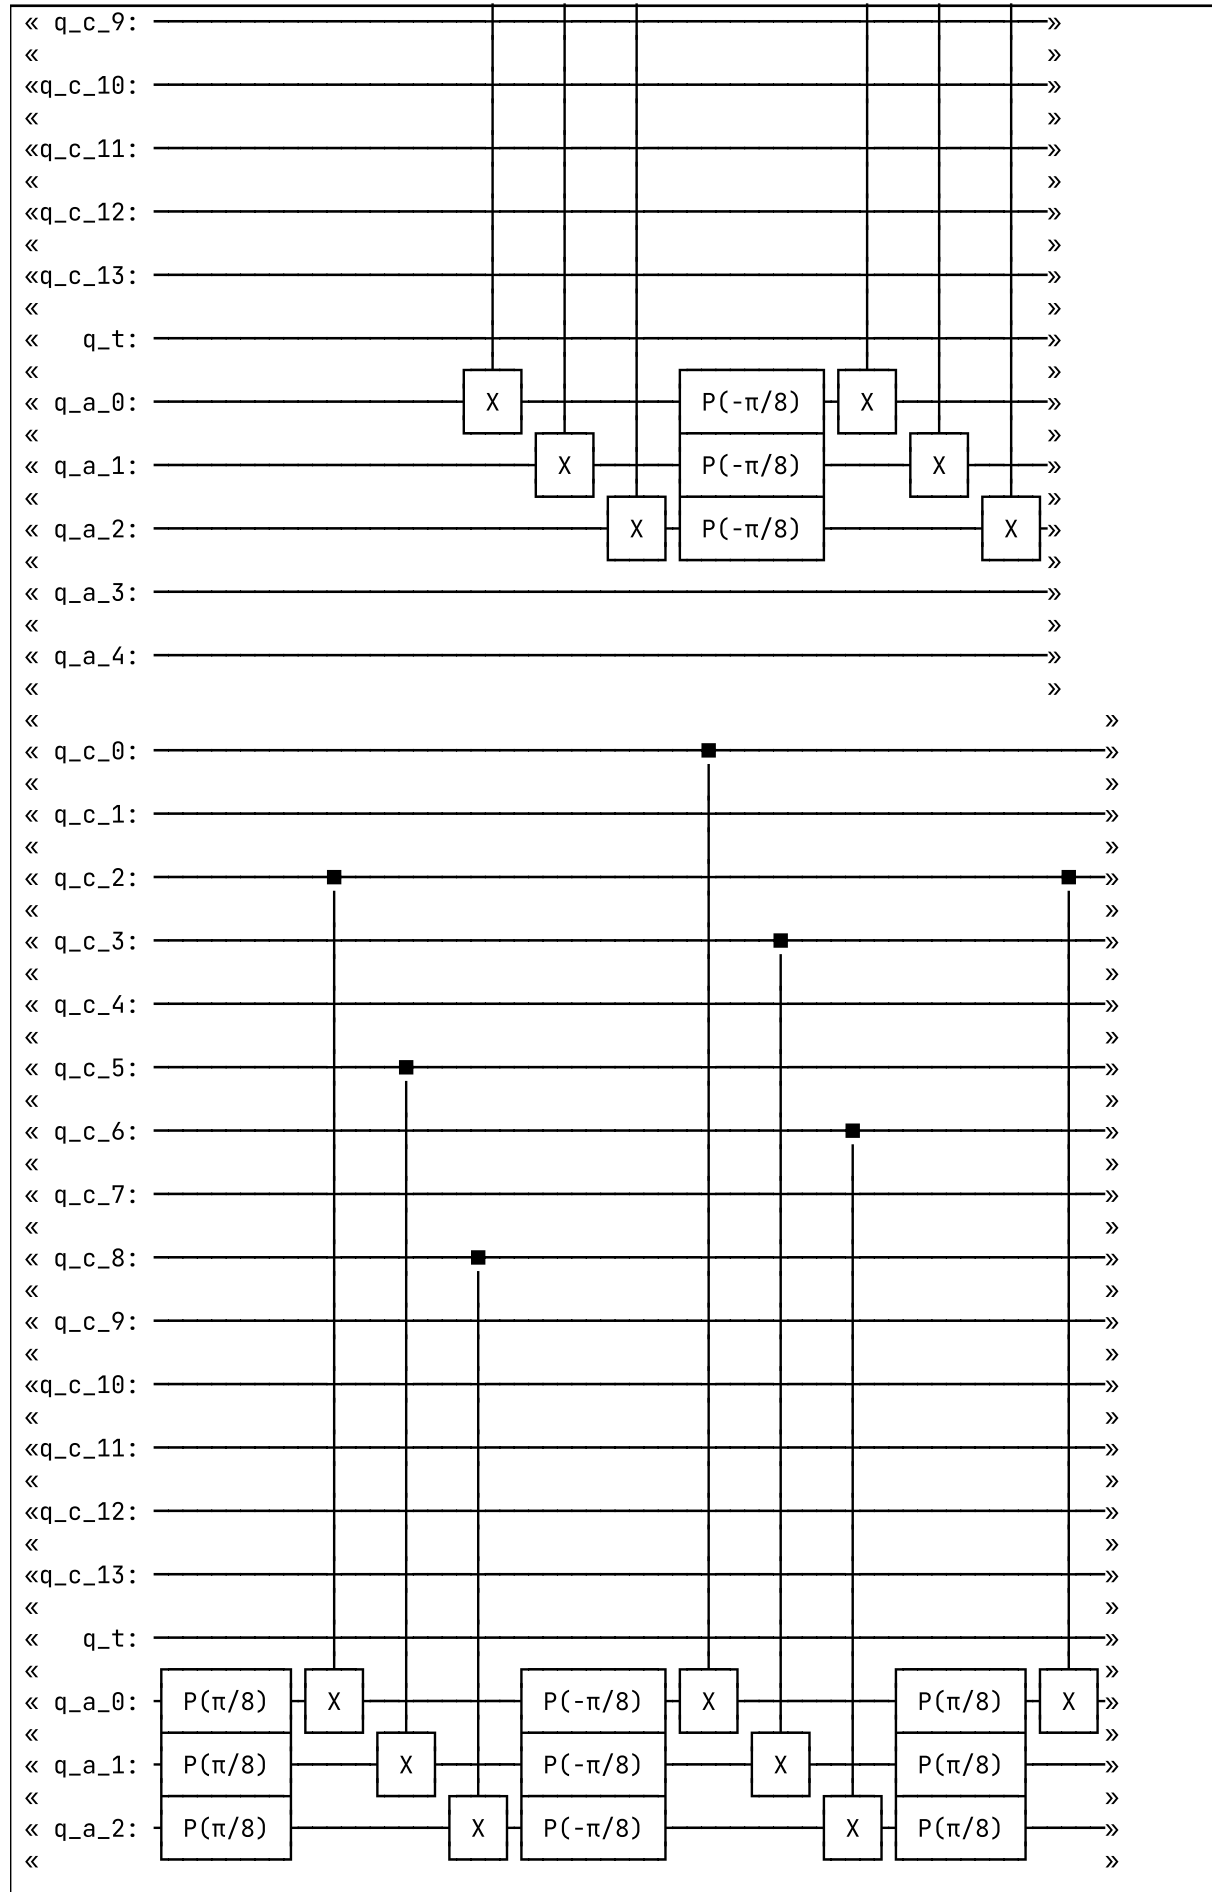 « q_c_9: »
« »
«q_c_10: »
« »
«q_c_11: »
« »
«q_c_12: »
« »
«q_c_13: »
« »
« q_t: »
« »
« q_a_0: X P(-π/8) X »
« »
« q_a_1: X P(-π/8) X »
« »
« q_a_2: X P(-π/8) X »
« »
« q_a_3: »
« »
« q_a_4: »
« »
« »
« q_c_0: »
« »
« q_c_1: »
« »
« q_c_2: »
« »
« q_c_3: »
« »
« q_c_4: »
« »
« q_c_5: »
« »
« q_c_6: »
« »
« q_c_7: »
« »
« q_c_8: »
« »
« q_c_9: »
« »
«q_c_10: »
« »
«q_c_11: »
« »
«q_c_12: »
« »
«q_c_13: »
« »
« q_t: »
« »
« q_a_0: P(π/8) X P(-π/8) X P(π/8) X »
« »
« q_a_1: P(π/8) X P(-π/8) X P(π/8) »
« »
« q_a_2: P(π/8) X P(-π/8) X P(π/8) »
« »